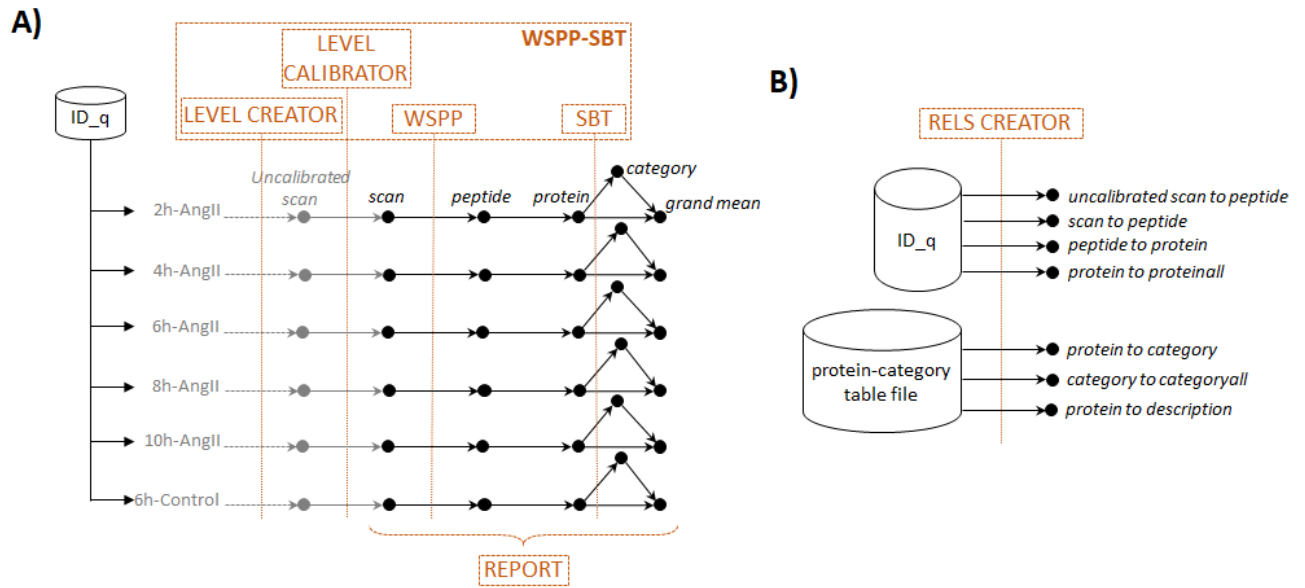 A)
WSPP-SBT
LEVEL
CALIBRATOR
LEVEL CREATOR
WSPP
SBT
ID_q
Uncalibrated
scan
scan
peptide
protein
category
grand mean
2h-AngII
4h-AngII
6h-AngII
8h-AngII
10h-AngII
6h-Control
REPORT
B)
RELS CREATOR
ID_q
uncalibrated scan to peptide
scan to peptide
peptide to protein
protein to proteinall
protein-category
table file
protein to category
category to categoryall
protein to description